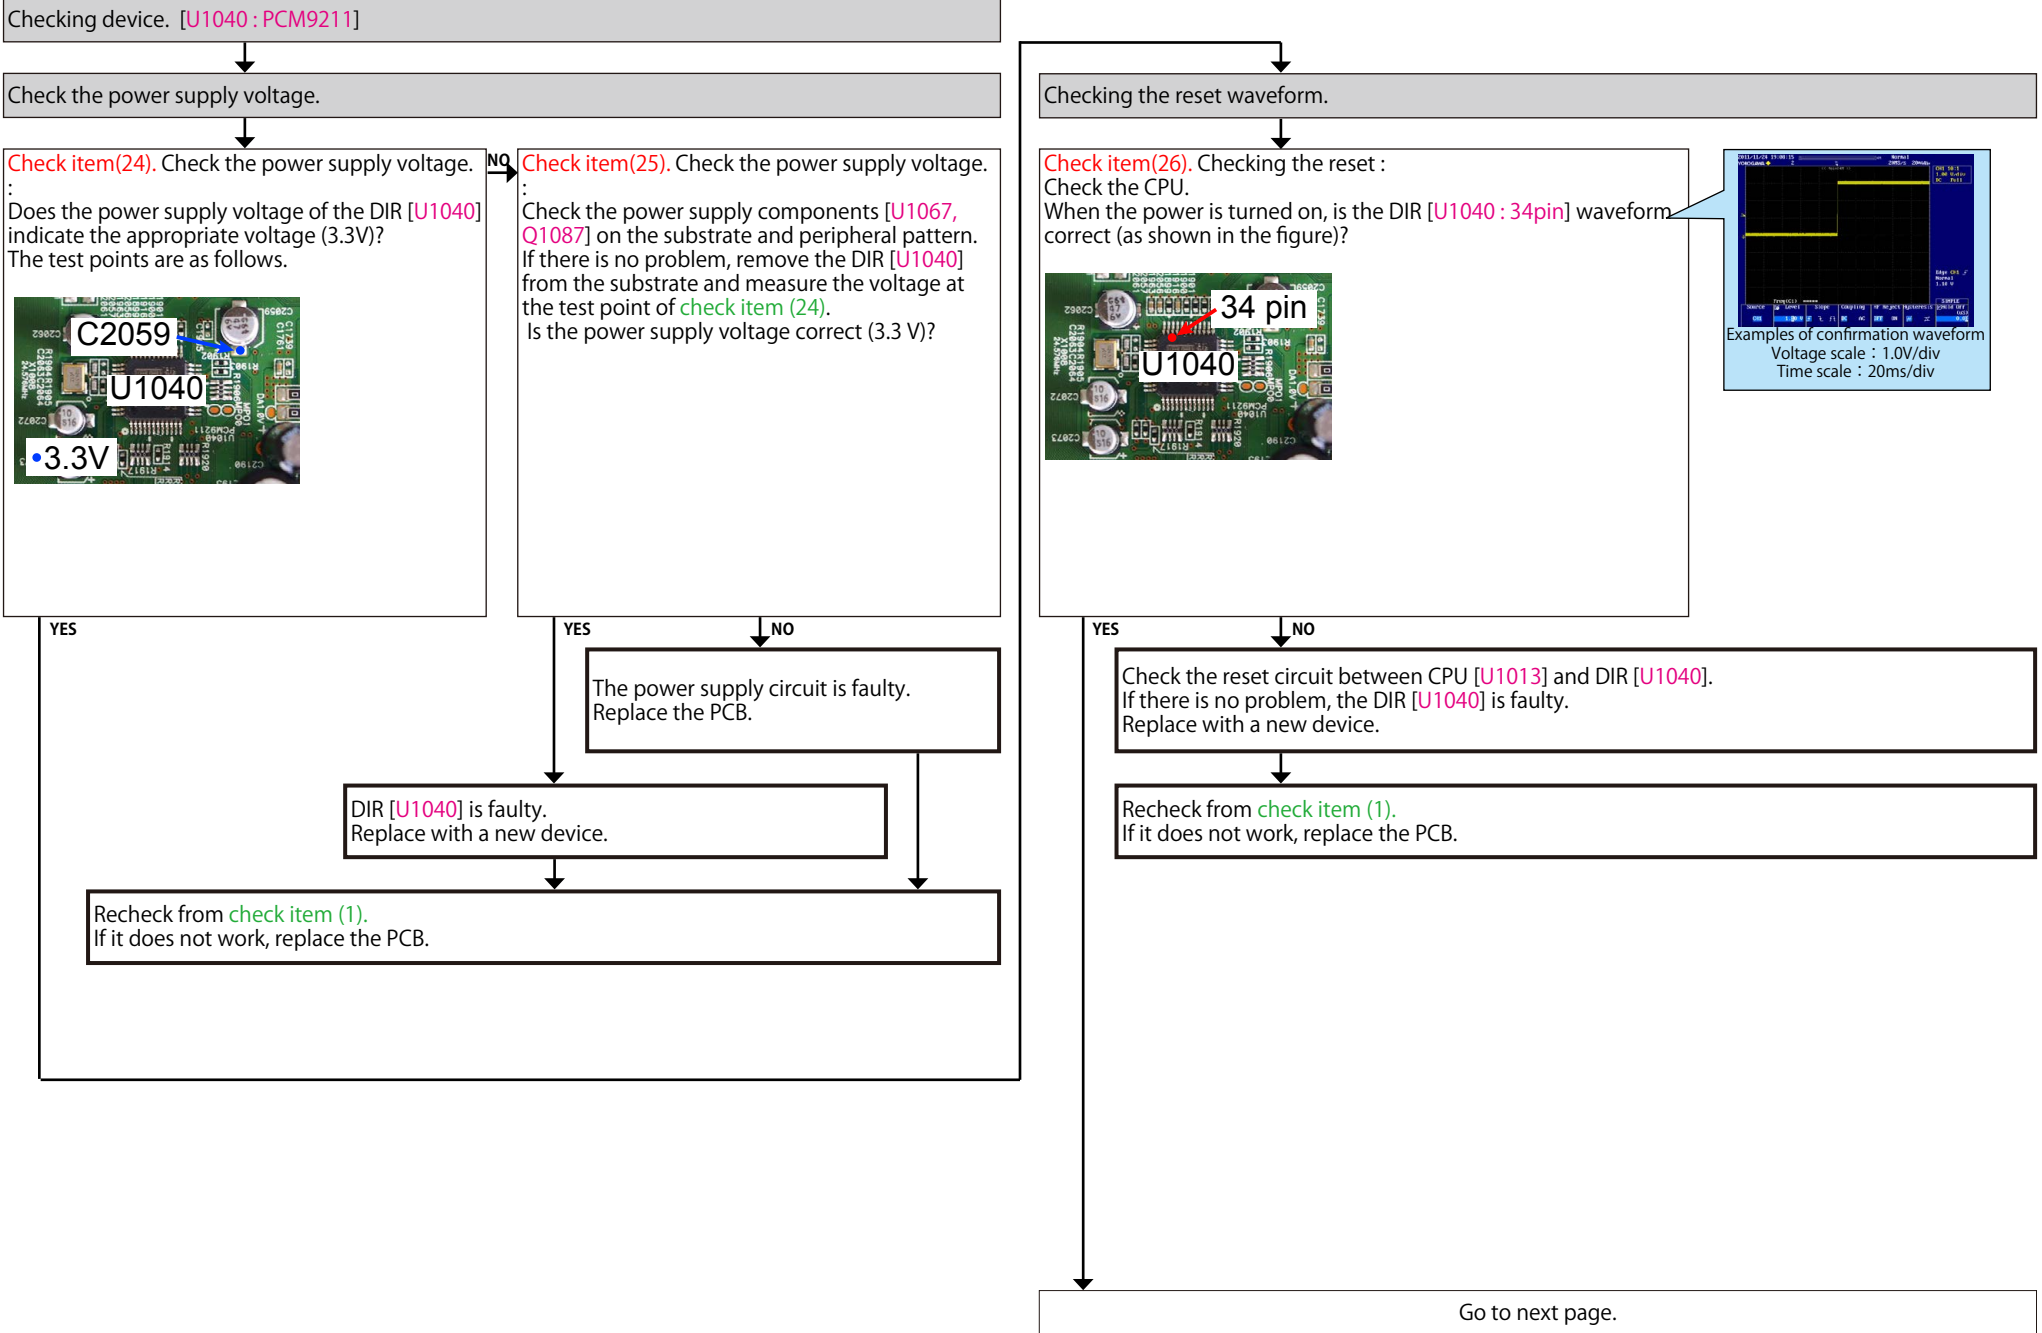 Checking device. [U1040 : PCM9211]
Check the power supply voltage.
Check item(24). Check the power supply voltage.
:
Does the power supply voltage of the DIR [U1040]
indicate the appropriate voltage (3.3V)?
The test points are as follows.
C2059
U1040
•3.3V
NO
Check item(25). Check the power supply voltage.
:
Check the power supply components [U1067,
Q1087] on the substrate and peripheral pattern.
If there is no problem, remove the DIR [U1040]
from the substrate and measure the voltage at
the test point of check item (24).
Is the power supply voltage correct (3.3 V)?
YES
YES
NO
The power supply circuit is faulty.
Replace the PCB.
DIR [U1040] is faulty.
Replace with a new device.
Recheck from check item (1).
If it does not work, replace the PCB.
Checking the reset waveform.
Check item(26). Checking the reset :
Check the CPU.
When the power is turned on, is the DIR [U1040 : 34pin] waveform
correct (as shown in the figure)?
34 pin
U1040
Examples of confirmation waveform
Voltage scale：1.0V/div
Time scale：20ms/div
YES
NO
Check the reset circuit between CPU [U1013] and DIR [U1040].
If there is no problem, the DIR [U1040] is faulty.
Replace with a new device.
Recheck from check item (1).
If it does not work, replace the PCB.
Go to next page.